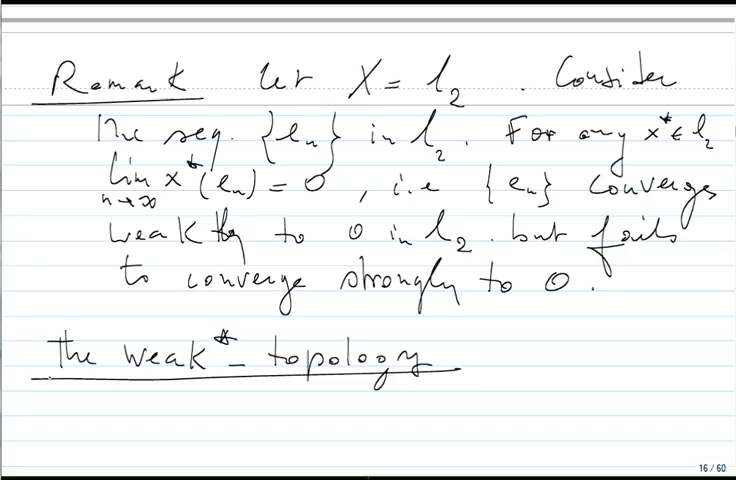 Remark let X = l₂ . Consider
the seq. {eₙ} in l₂. For any x* ∈ l₂
lim x*(eₙ) = 0 , i.e {eₙ} converges
n→∞
weakly to 0 in l₂ but fails
to converge strongly to 0.
The weak* - topology
16 / 60